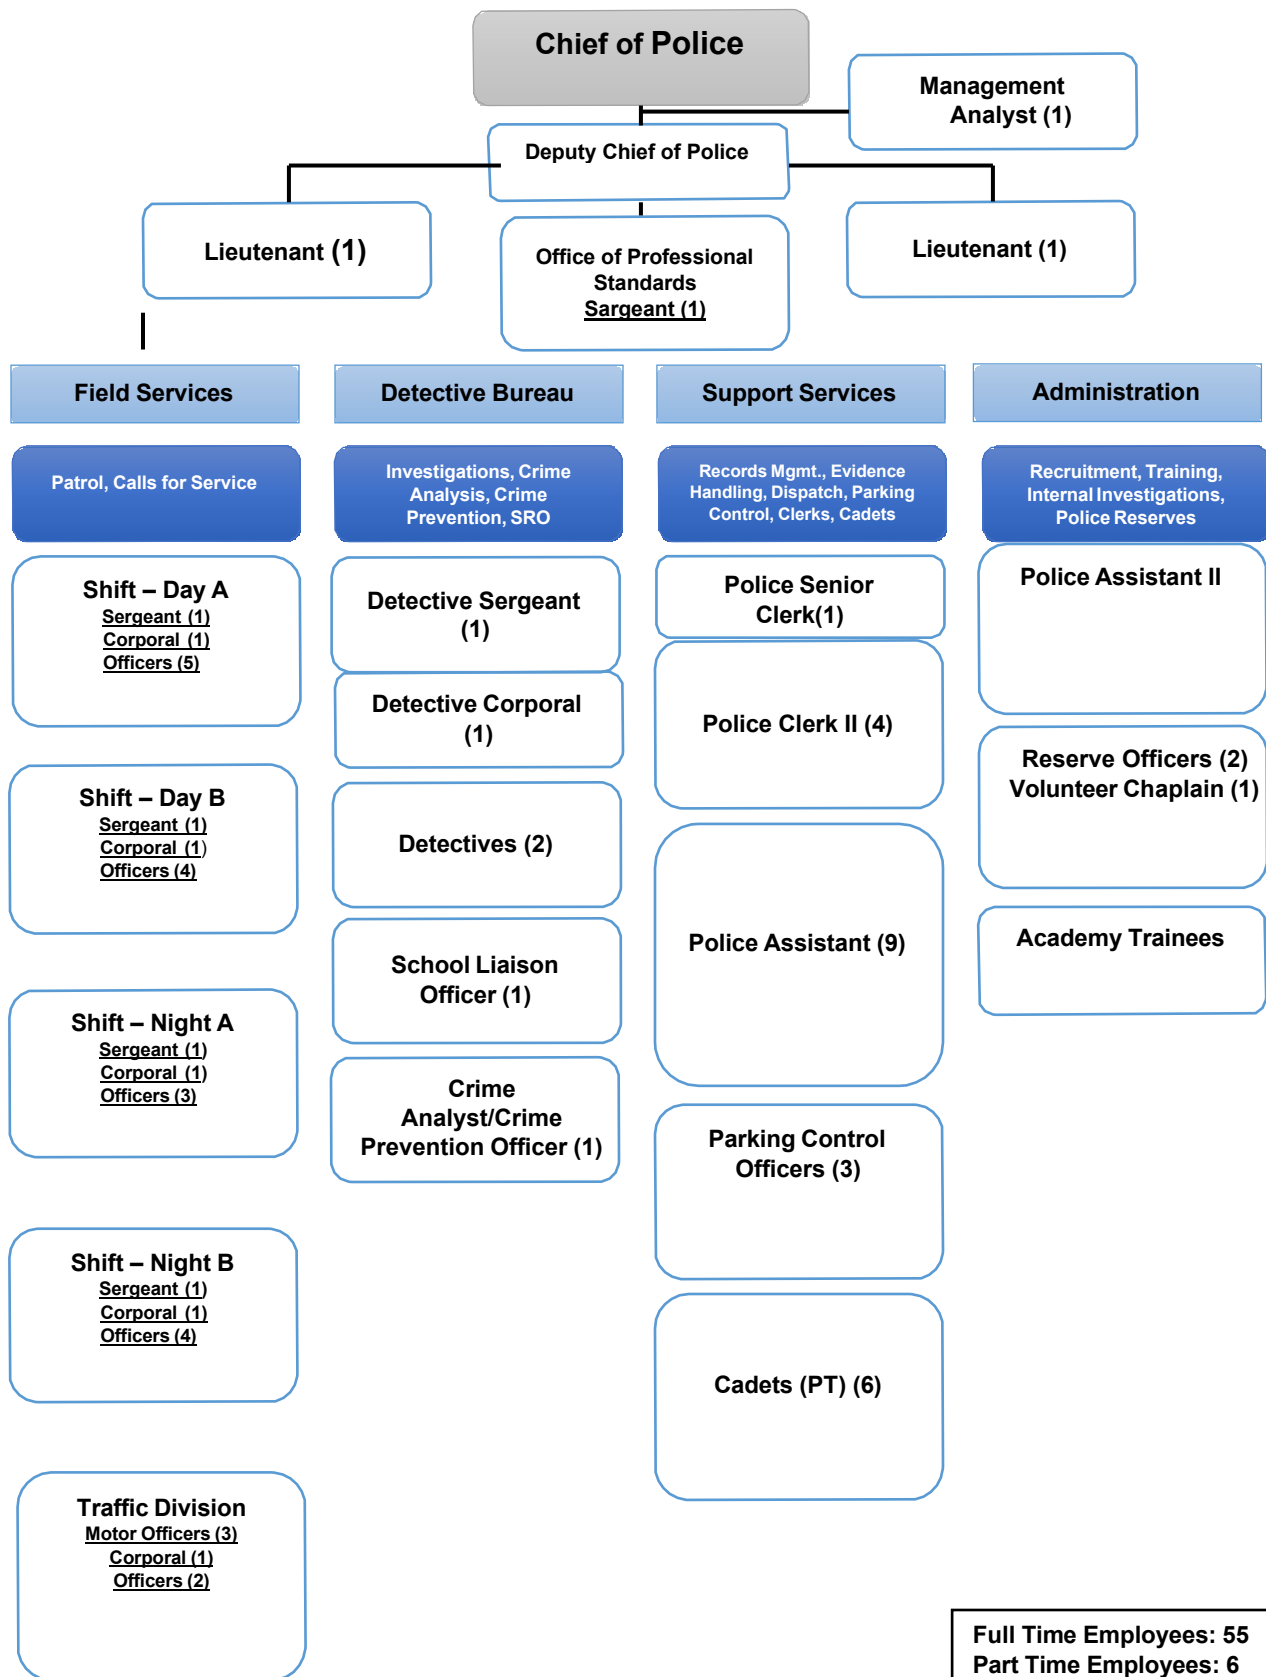 Chief of Police
Management
Analyst (1)
Deputy Chief of Police
Lieutenant (1)
Office of Professional
Standards
Sargeant (1)
Lieutenant (1)
Field Services
Detective Bureau
Support Services
Administration
Patrol, Calls for Service
Investigations, Crime
Analysis, Crime
Prevention, SRO
Records Mgmt., Evidence
Handling, Dispatch, Parking
Control, Clerks, Cadets
Recruitment, Training,
Internal Investigations,
Police Reserves
Shift – Day A
Sergeant (1)
Corporal (1)
Officers (5)
Shift – Day B
Sergeant (1)
Corporal (1)
Officers (4)
Shift – Night A
Sergeant (1)
Corporal (1)
Officers (3)
Shift – Night B
Sergeant (1)
Corporal (1)
Officers (4)
Traffic Division
Motor Officers (3)
Corporal (1)
Officers (2)
Detective Sergeant
(1)
Detective Corporal
(1)
Detectives (2)
School Liaison
Officer (1)
Crime
Analyst/Crime
Prevention Officer (1)
Police Senior
Clerk(1)
Police Clerk II (4)
Police Assistant (9)
Parking Control
Officers (3)
Cadets (PT) (6)
Police Assistant II
Reserve Officers (2)
Volunteer Chaplain (1)
Academy Trainees
Full Time Employees: 55
Part Time Employees: 6